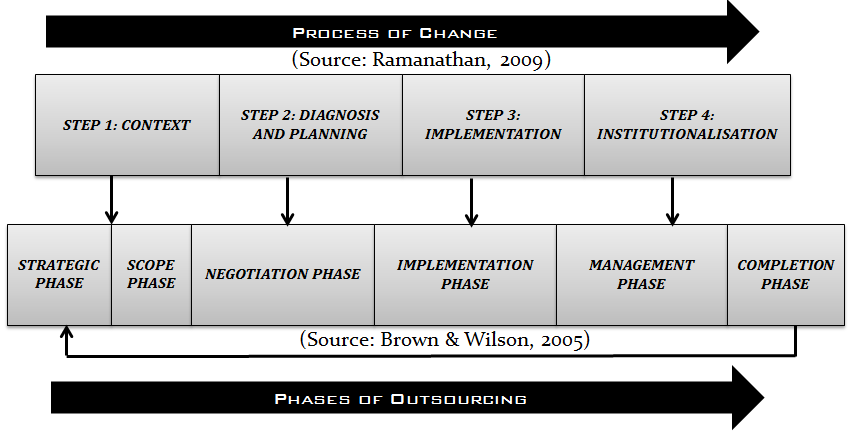 PROCESS OF CHANGE
(Source: Ramanathan, 2009)
STEP 1: CONTEXT
STEP 2: DIAGNOSIS
AND PLANNING
STEP 3:
IMPLEMENTATION
STEP 4:
INSTITUTIONALISATION
STRATEGIC
PHASE
SCOPE
PHASE
NEGOTIATION PHASE
IMPLEMENTATION
PHASE
MANAGEMENT
PHASE
COMPLETION
PHASE
(Source: Brown & Wilson, 2005)
PHASES OF OUTSOURCING